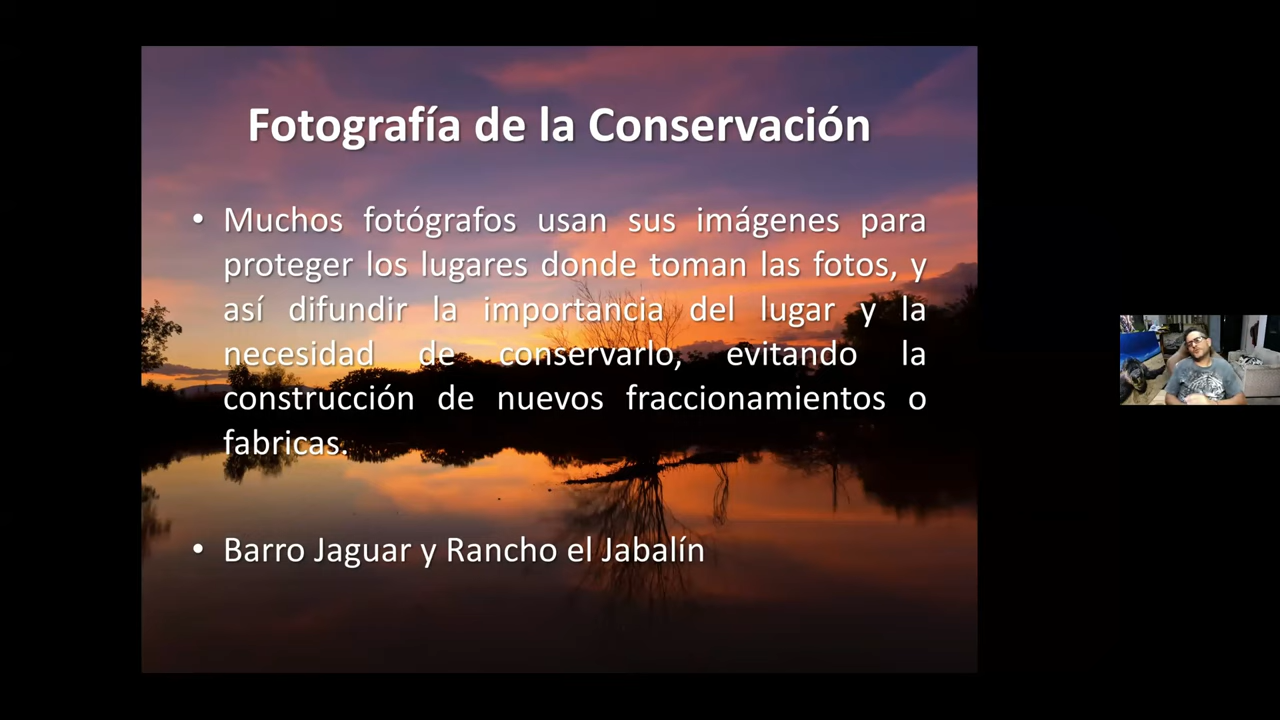 Fotografía de la Conservación
• Muchos fotógrafos usan sus imágenes para
proteger los lugares donde toman las fotos, y
así difundir la importancia del lugar y la
necesidad de conservarlo, evitando la
construcción de nuevos fraccionamientos o
fabricas.
• Barro Jaguar y Rancho el Jabalín